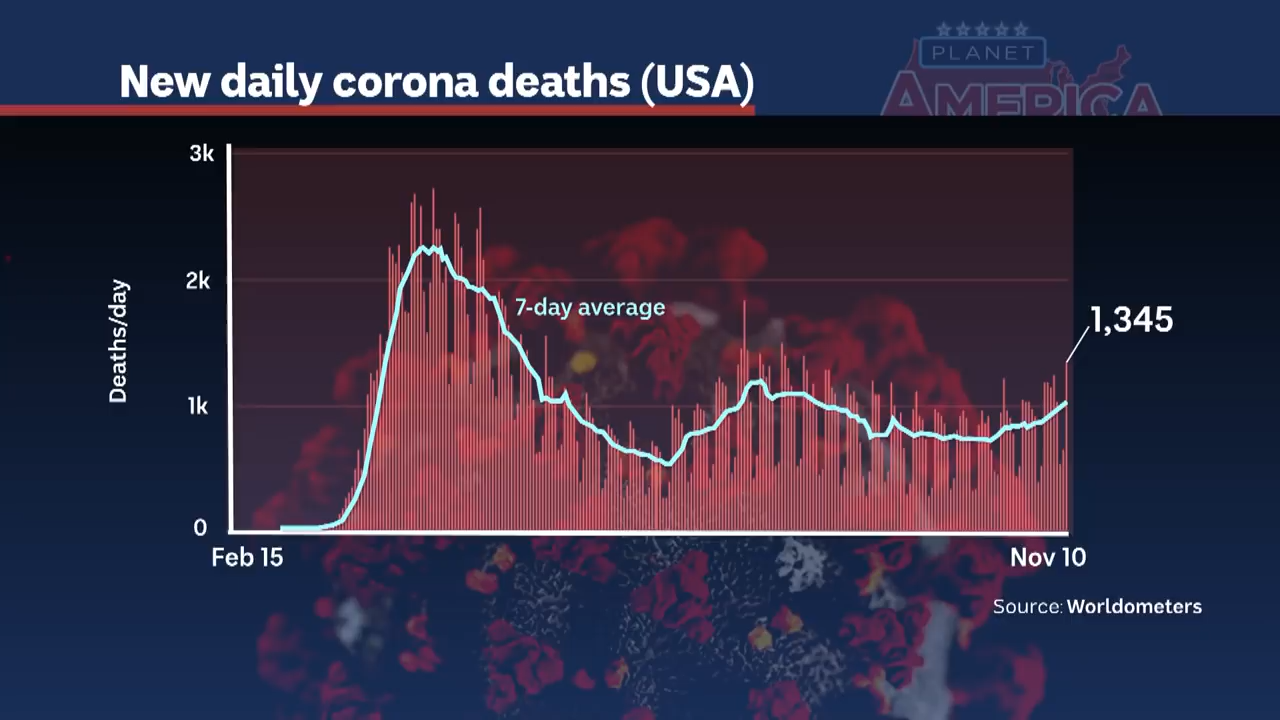 PLANET
AMERICA
New daily corona deaths (USA)
3k
2k
1k
0
Deaths/day
7-day average
1,345
Feb 15
Nov 10
Source: Worldometers